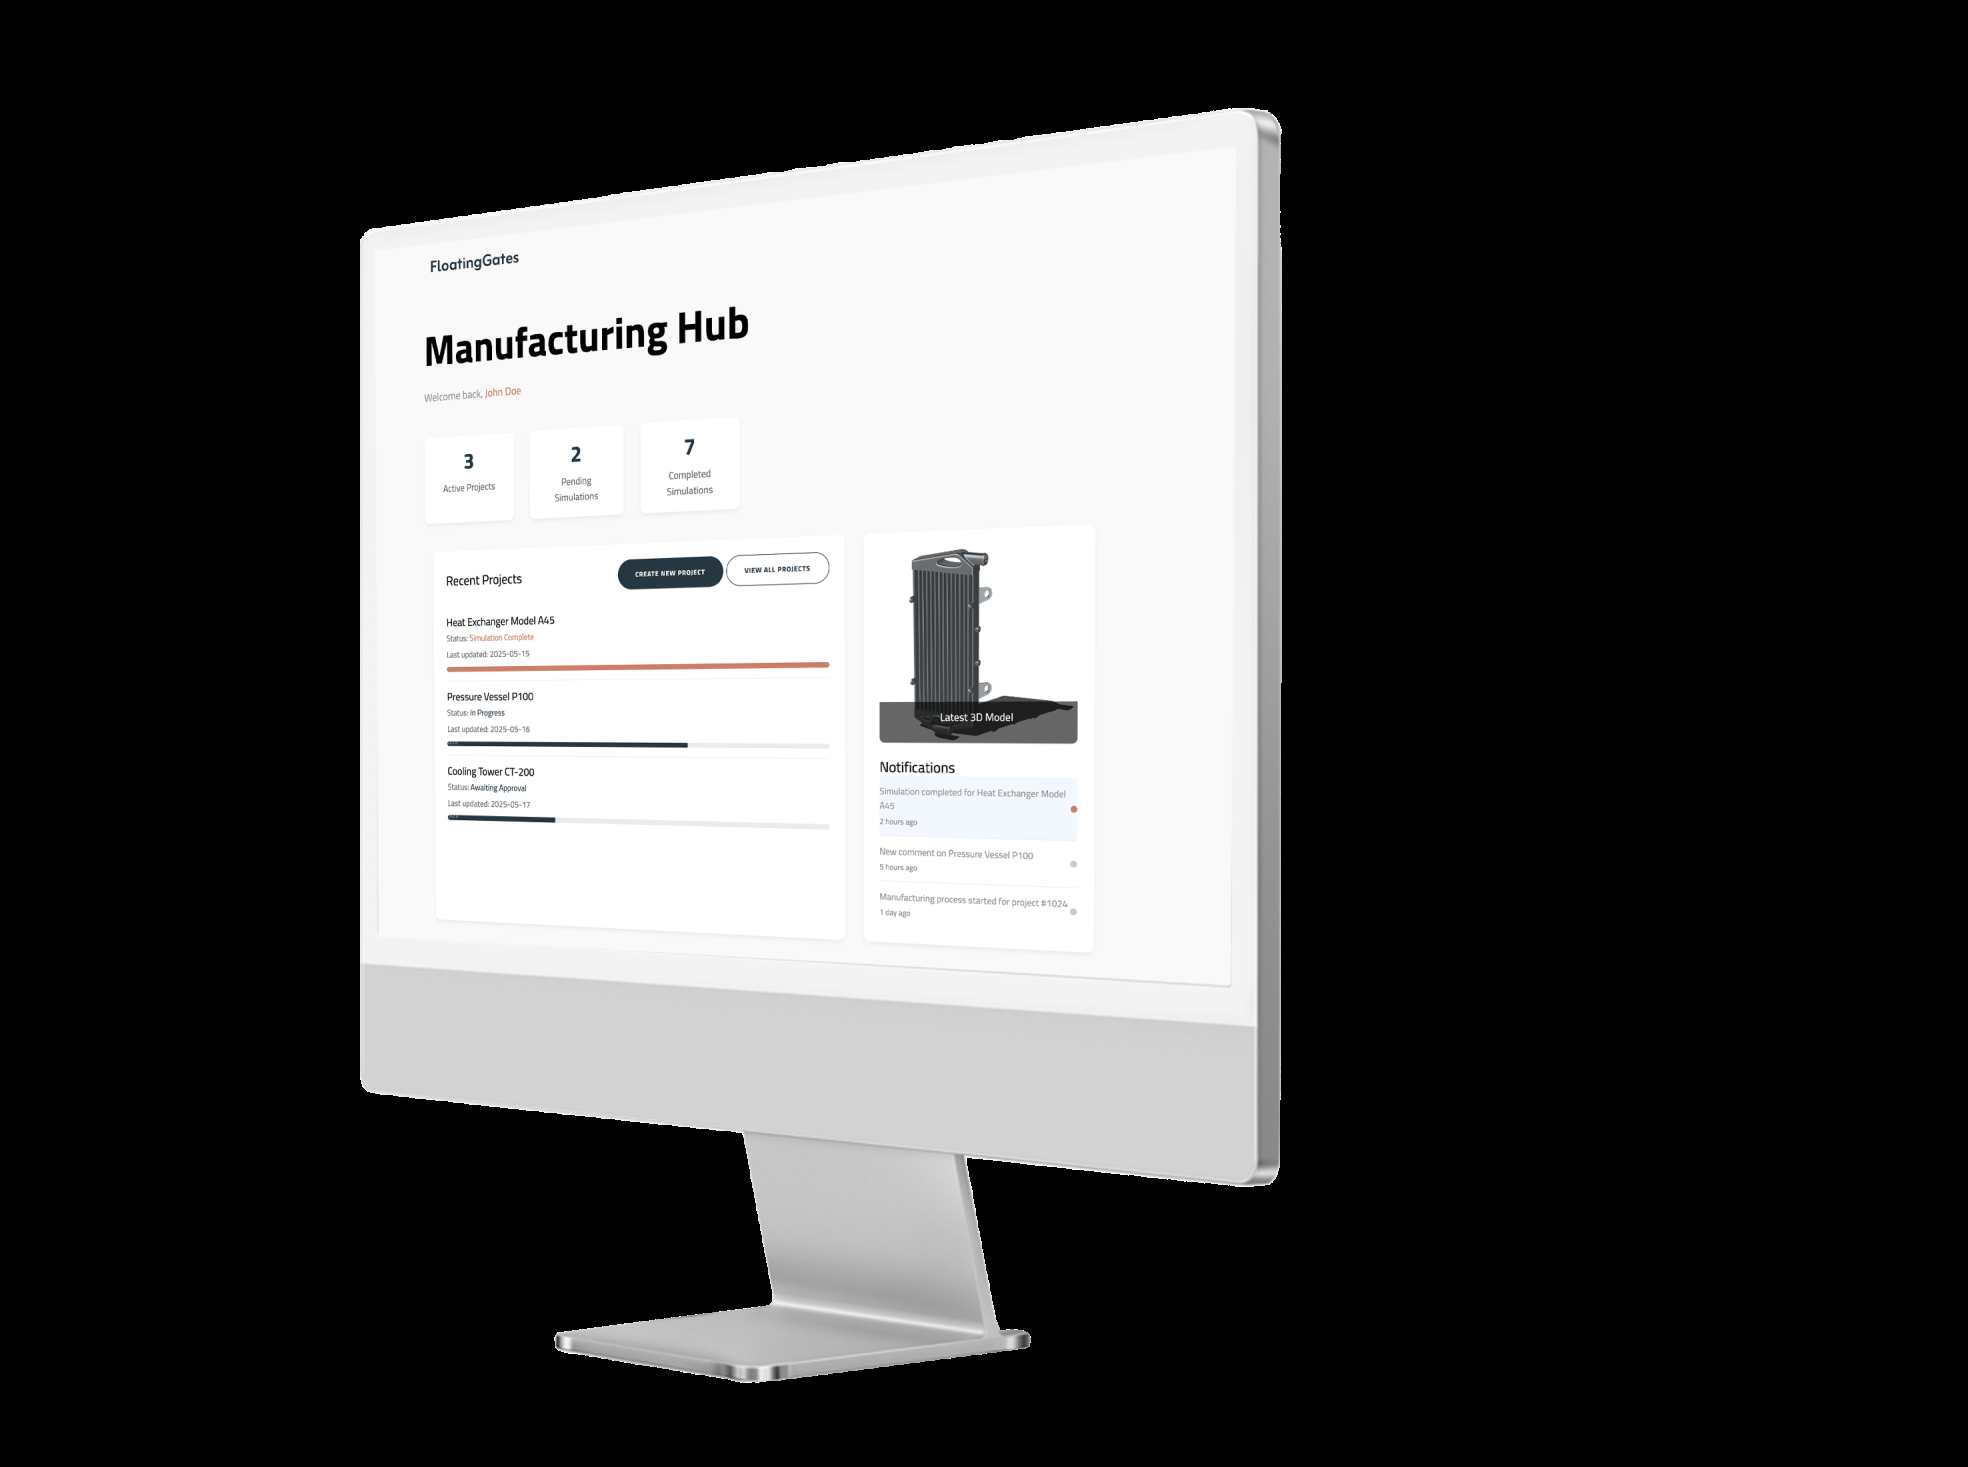 FloatingGates
Manufacturing Hub
Welcome back, John Doe
3
Active Projects
2
Pending
Simulations
7
Completed
Simulations
Recent Projects
CREATE NEW PROJECT
VIEW ALL PROJECTS
Heat Exchanger Model A45
Status: Simulation Complete
Last updated: 2025-05-15
Pressure Vessel P100
Status: In Progress
Last updated: 2025-05-16
Cooling Tower CT-200
Status: Awaiting Approval
Last updated: 2025-05-17
Latest 3D Model
Notifications
Simulation completed for Heat Exchanger Model
A45
2 hours ago
New comment on Pressure Vessel P100
5 hours ago
Manufacturing process started for project #1024
1 day ago